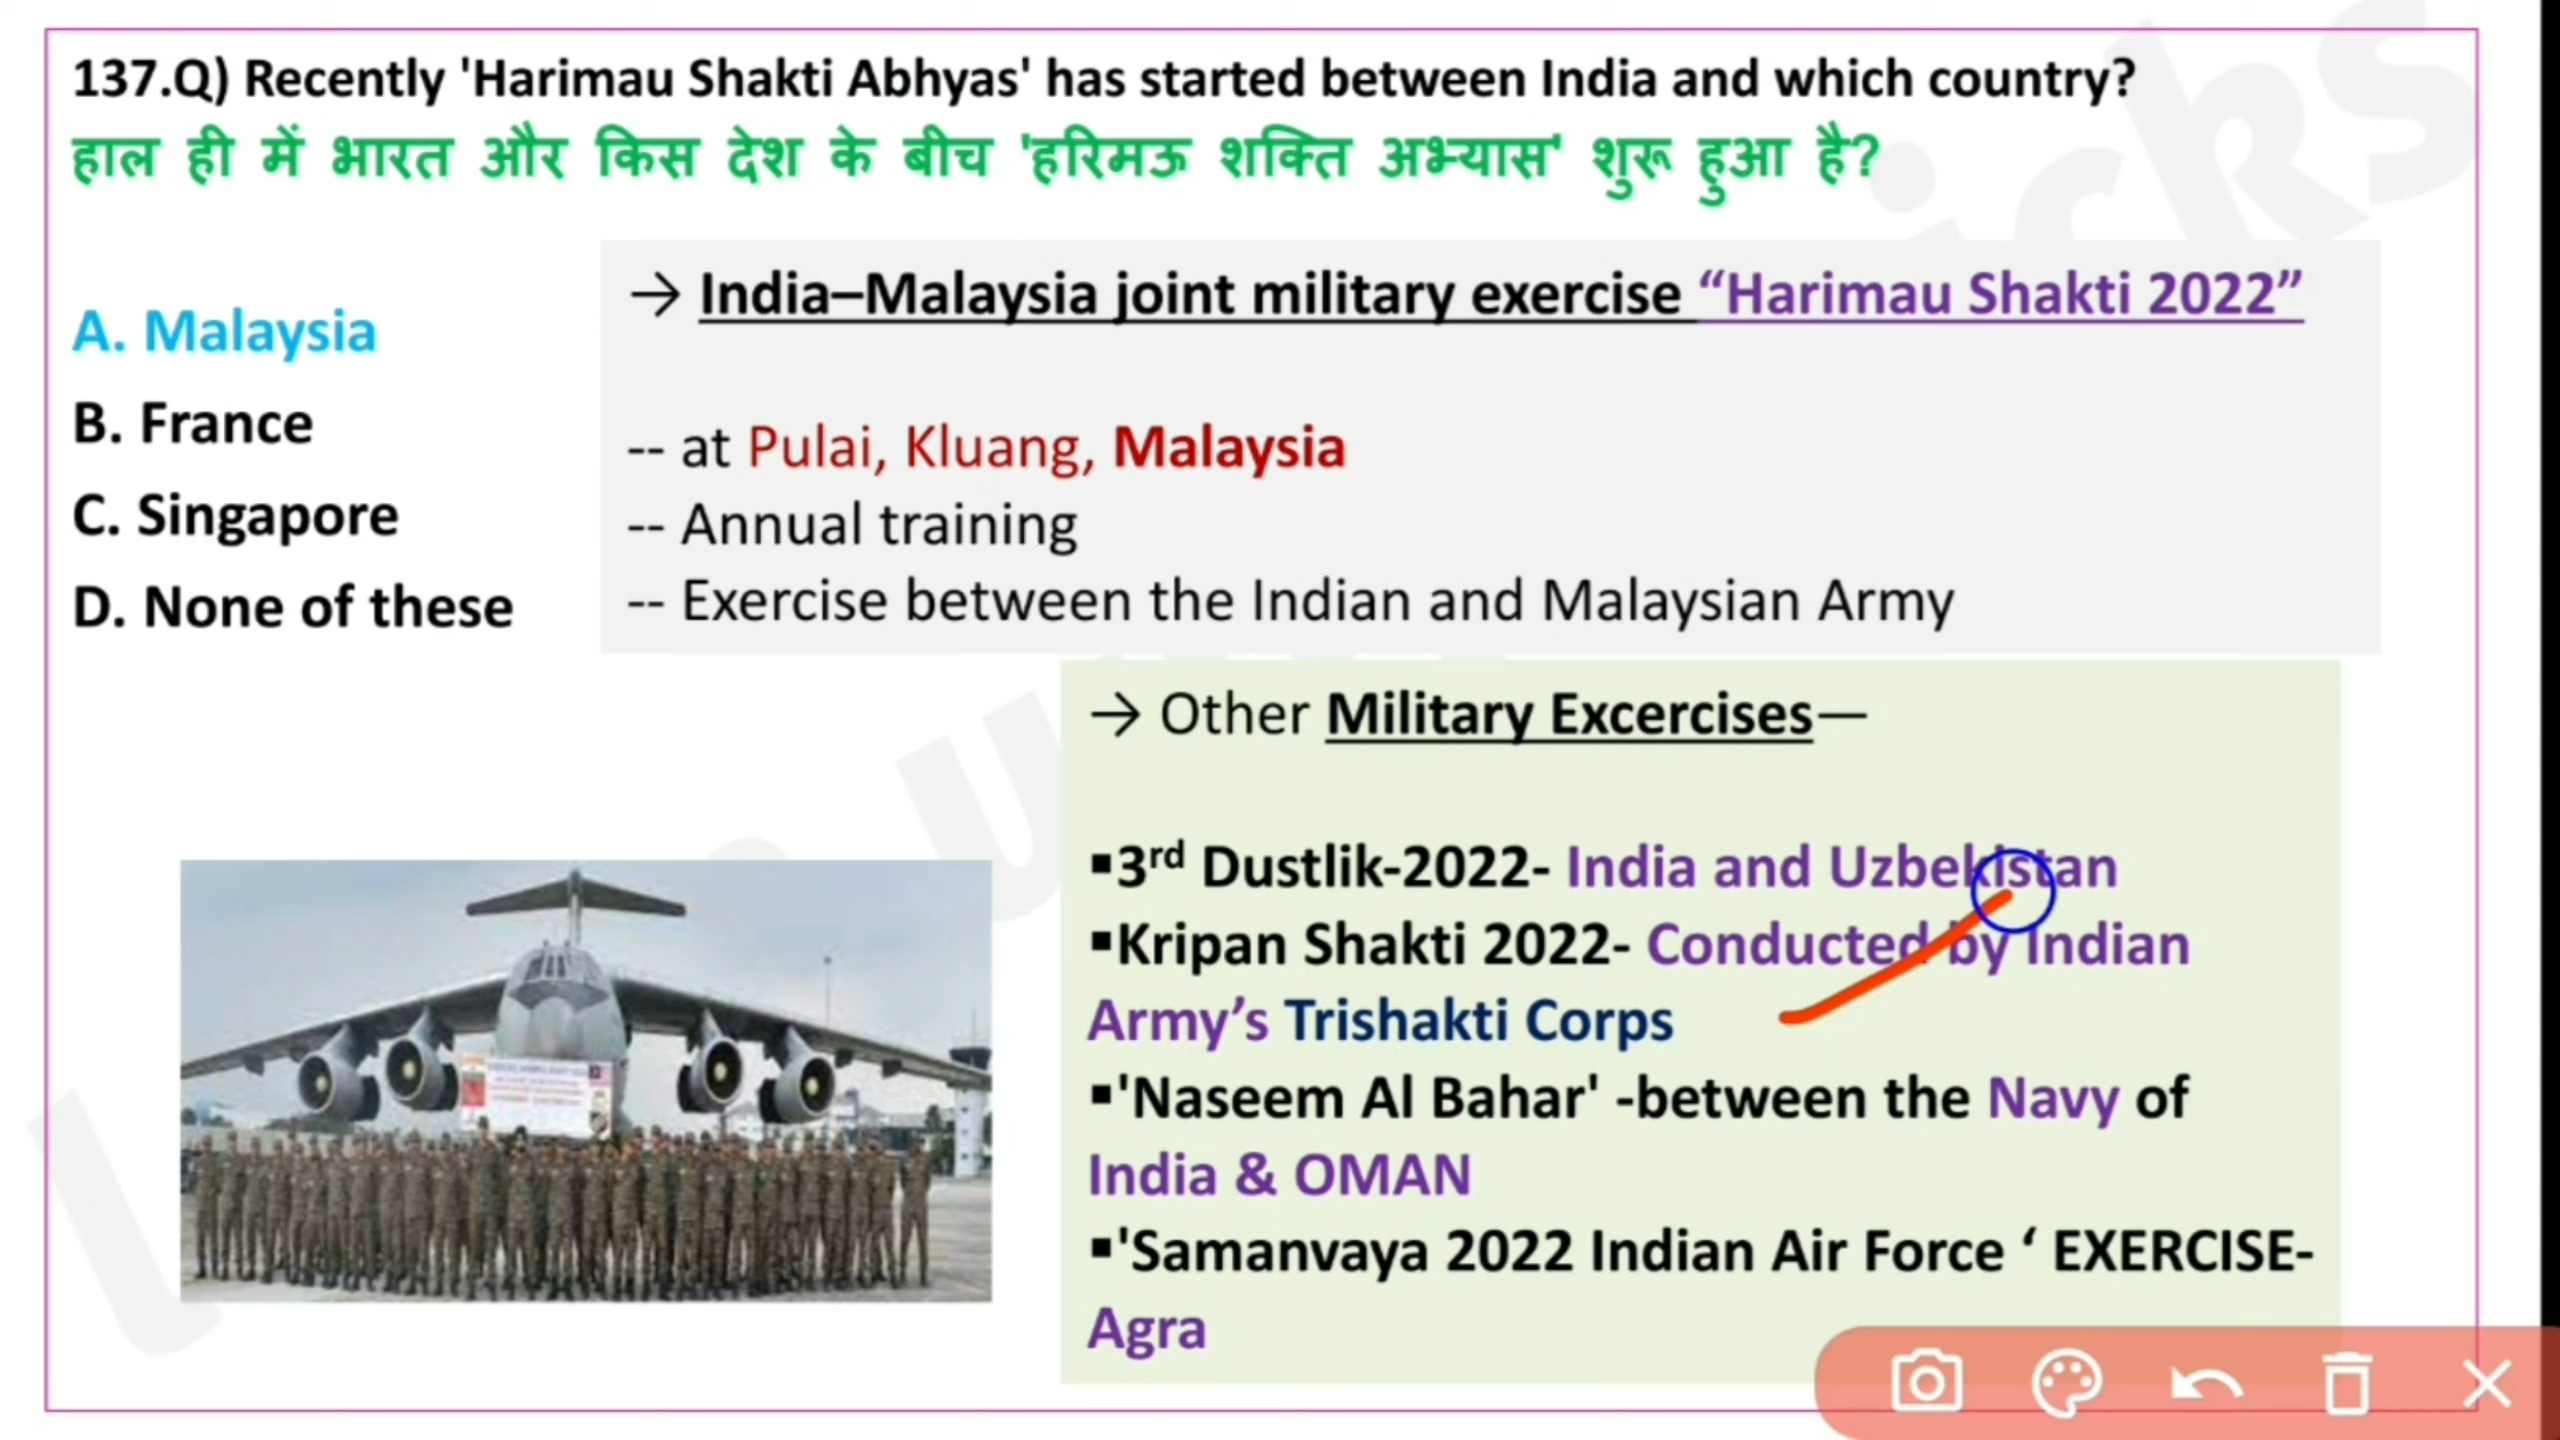 137.Q) Recently 'Harimau Shakti Abhyas' has started between India and which country?
हाल ही में भारत और किस देश के बीच 'हरिमऊ शक्ति अभ्यास' शुरू हुआ है?
A. Malaysia
B. France
C. Singapore
D. None of these
→ India–Malaysia joint military exercise “Harimau Shakti 2022”
-- at Pulai, Kluang, Malaysia
-- Annual training
-- Exercise between the Indian and Malaysian Army
→ Other Military Excercises—
▪3rd Dustlik-2022- India and Uzbekistan
▪Kripan Shakti 2022- Conducted by Indian
Army’s Trishakti Corps
▪'Naseem Al Bahar' -between the Navy of
India & OMAN
▪'Samanvaya 2022 Indian Air Force ‘ EXERCISE-
Agra